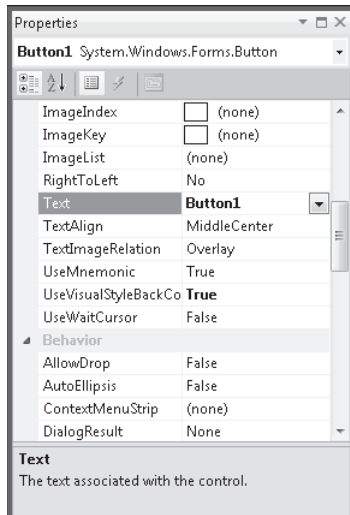 Properties
Button1 System.Windows.Forms.Button
ImageIndex (none)
ImageKey (none)
ImageList (none)
RightToLeft No
Text Button1
TextAlign MiddleCenter
TextImageRelation Overlay
UseMnemonic True
UseVisualStyleBackCo True
UseWaitCursor False
Behavior
AllowDrop False
AutoEllipsis False
ContextMenuStrip (none)
DialogResult None
Text
The text associated with the control.